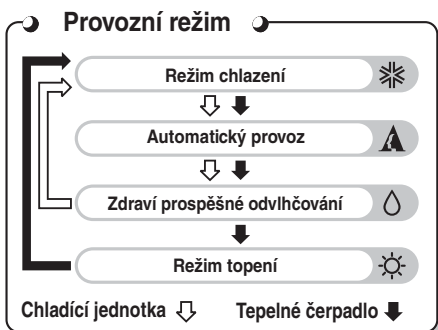 Provozní režim
Režim chlazení
Automatický provoz
Zdraví prospěšné odvlhčování
Režim topení
Chladící jednotka
Tepelné čerpadlo